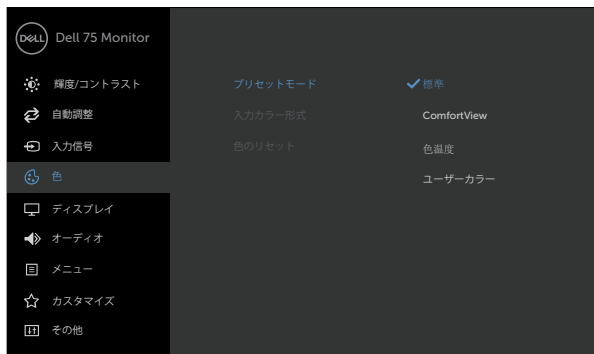 DELL Dell 75 Monitor
輝度/コントラスト プリセットモード 標準
自動調整 入力カラー形式 ComfortView
入力信号 色のリセット 色温度
色 ユーザーカラー
ディスプレイ
オーディオ
メニュー
カスタマイズ
その他